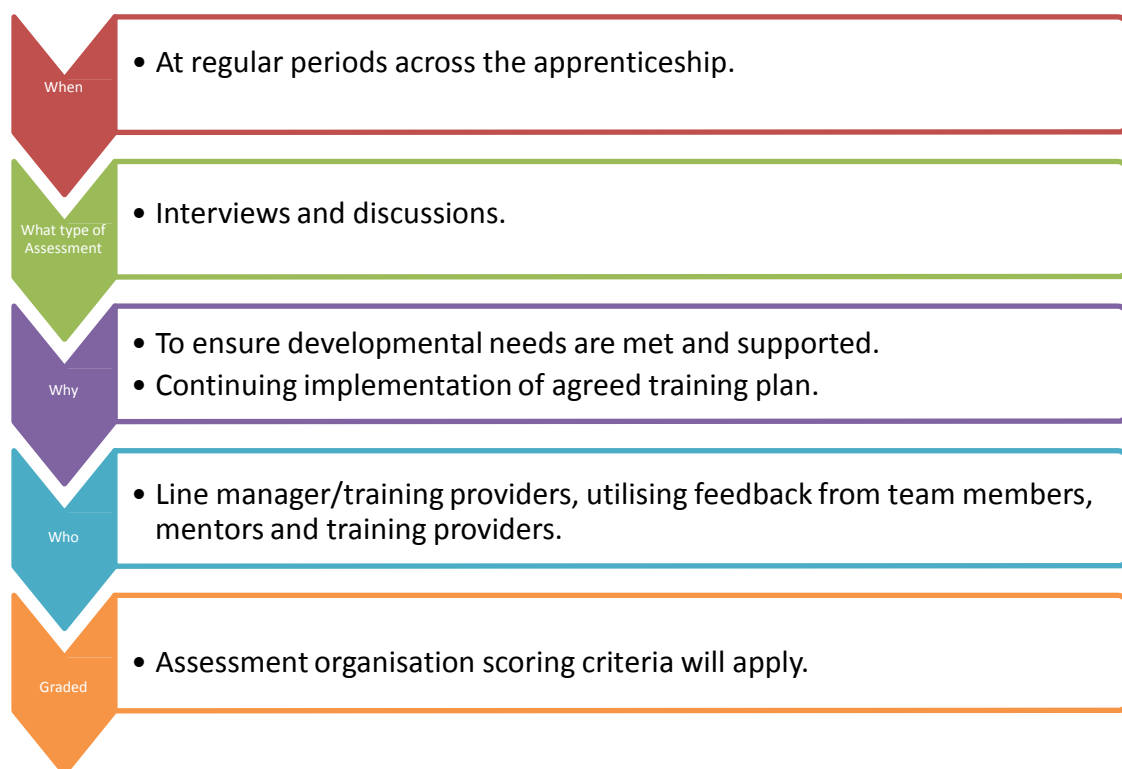 When
• At regular periods across the apprenticeship.
What type of
Assessment
• Interviews and discussions.
Why
• To ensure developmental needs are met and supported.
• Continuing implementation of agreed training plan.
Who
• Line manager/training providers, utilising feedback from team members,
mentors and training providers.
Graded
• Assessment organisation scoring criteria will apply.